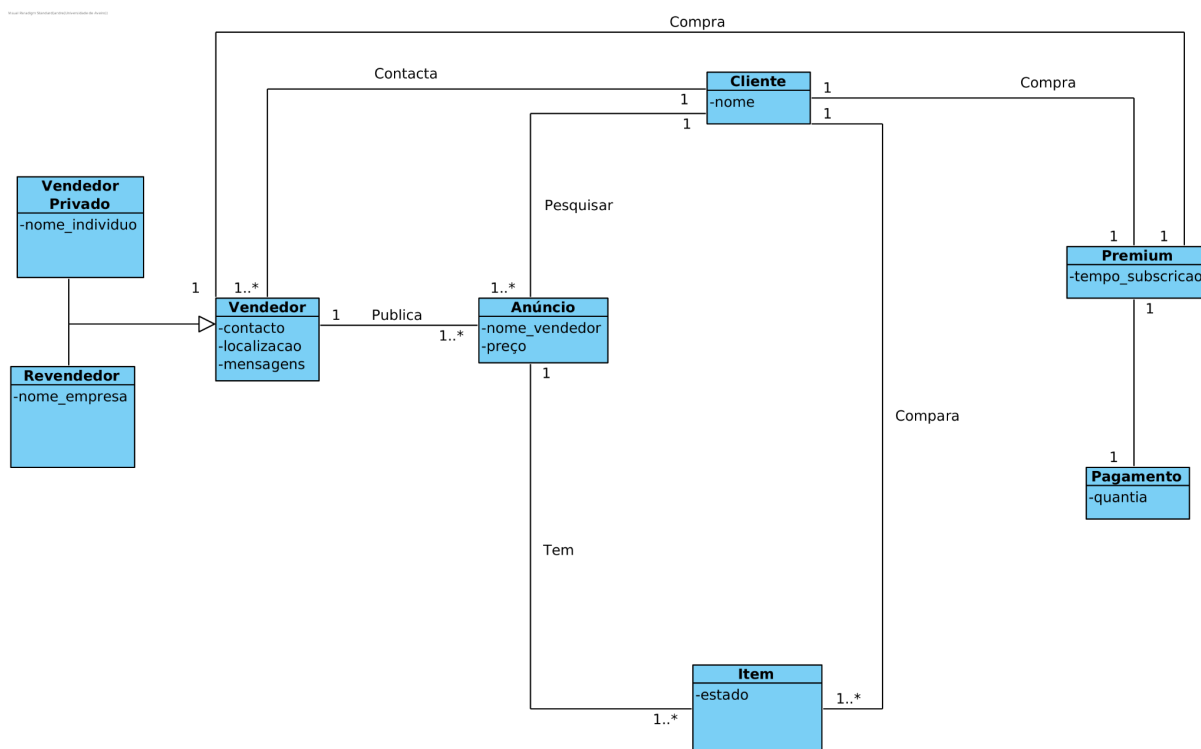 Compra
Contacta
Cliente
-nome
1
1
1
1
Compra
Vendedor
Privado
-nome_individuo
Pesquisar
1
1..*
1..*
1
1
Premium
-tempo_subscricao
Vendedor
-contacto
-localizacao
-mensagens
1
Publica
1..*
Anúncio
-nome_vendedor
-preço
1
1
Revendedor
-nome_empresa
Compara
1
Pagamento
-quantia
Tem
Item
-estado
1..*
1..*